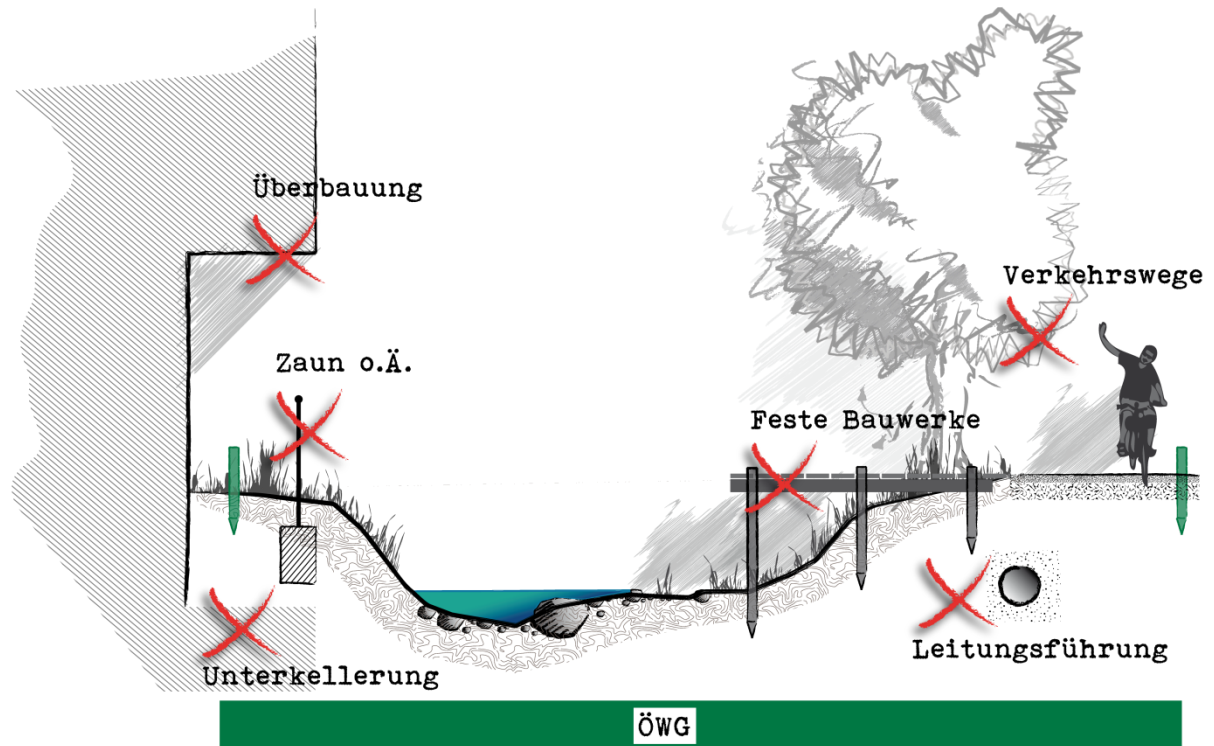 Überbauung
Verkehrswege
Zaun o.Ä.
Feste Bauwerke
Leitungsführung
Unterkellerung
ÖWG